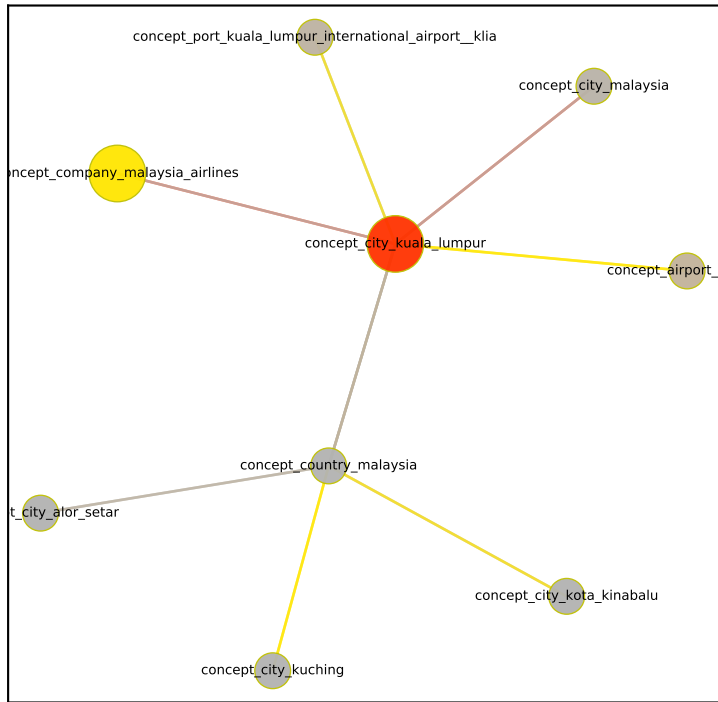 concept_port_kuala_lumpur_international_airport__klia
concept_city_malaysia
oncept_company_malaysia_airlines
concept_city_kuala_lumpur
concept_airport_
concept_country_malaysia
t_city_alor_setar
concept_city_kota_kinabalu
concept_city_kuching